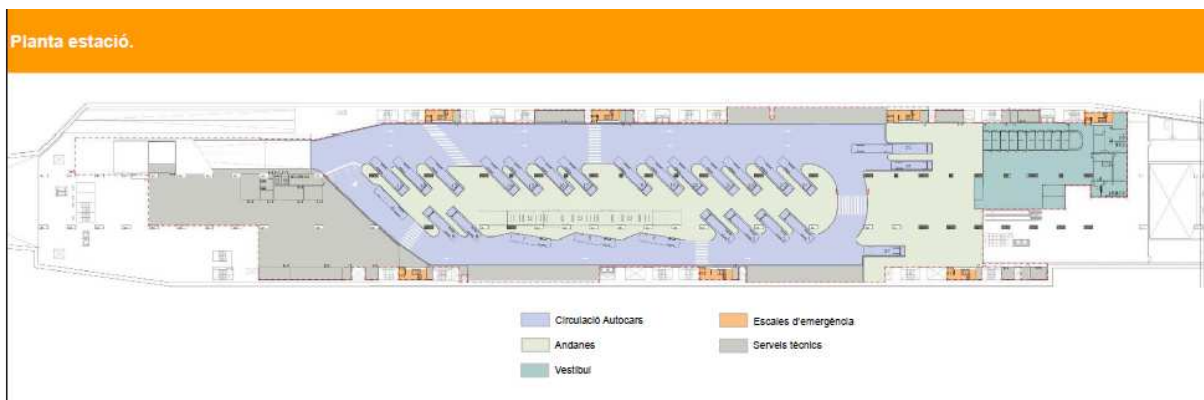 Planta estació.
Circulació Autocars
Andanes
Vestíbul
Escales d'emergència
Serveis tècnics